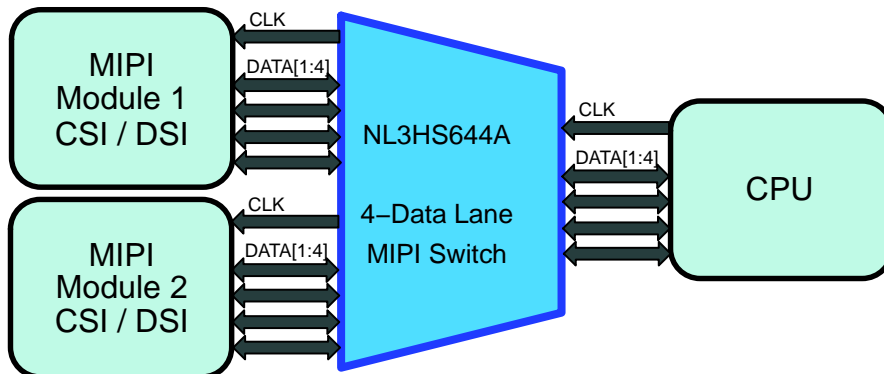 MIPI
Module 1
CSI / DSI
CLK
DATA[1:4]
MIPI
Module 2
CSI / DSI
CLK
DATA[1:4]
NL3HS644A
4−Data Lane
MIPI Switch
CLK
DATA[1:4]
CPU